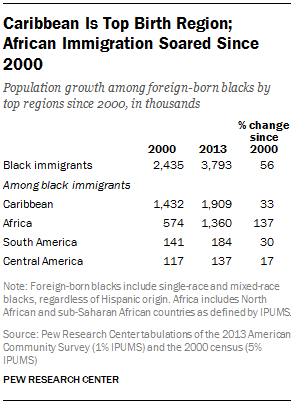 Caribbean Is Top Birth Region;
African Immigration Soared Since
2000
Population growth among foreign-born blacks by
top regions since 2000, in thousands
% change
since
2000 2013 2000
Black immigrants 2,435 3,793 56
Among black immigrants
Caribbean 1,432 1,909 33
Africa 574 1,360 137
South America 141 184 30
Central America 117 137 17
Note: Foreign-born blacks include single-race and mixed-race
blacks, regardless of Hispanic origin. Africa includes North
African and sub-Saharan African countries as defined by IPUMS.
Source: Pew Research Center tabulations of the 2013 American
Community Survey (1% IPUMS) and the 2000 census (5%
IPUMS)
PEW RESEARCH CENTER